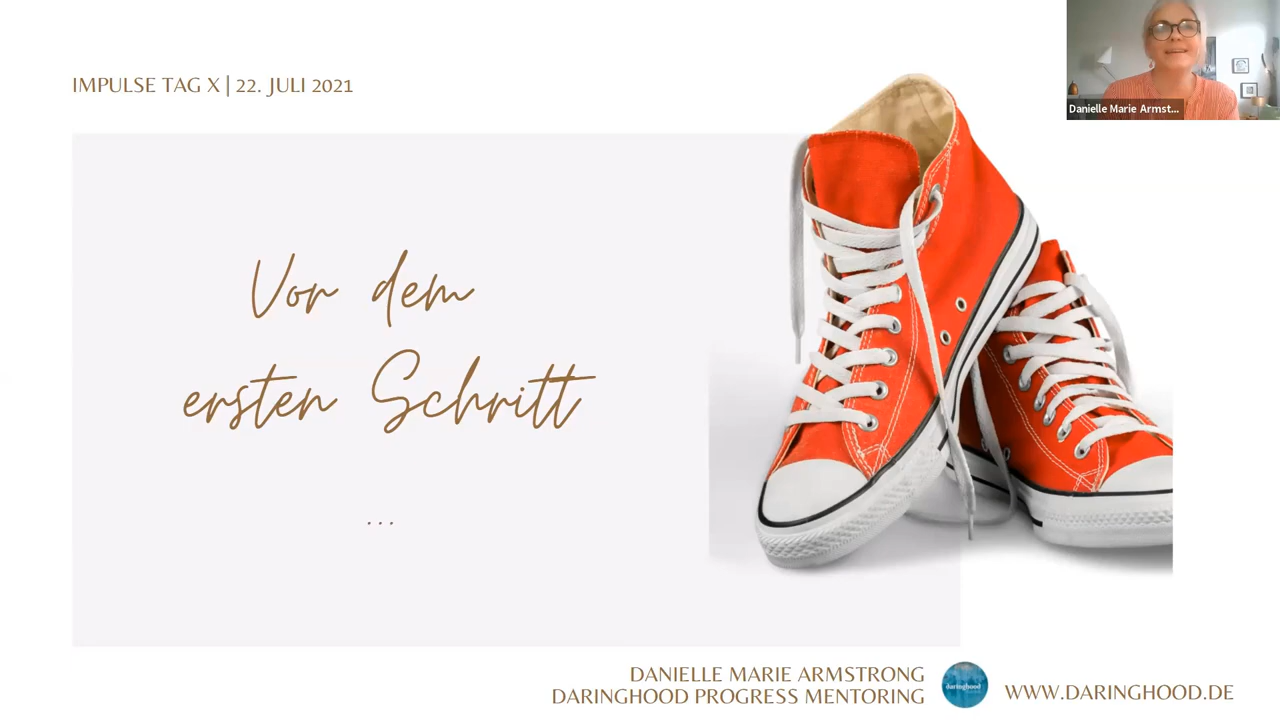 IMPULSE TAG X | 22. JULI 2021
Danielle Marie Armst...
Vor dem
ersten Schritt
...
DANIELLE MARIE ARMSTRONG
DARINGHOOD PROGRESS MENTORING
daringhood
WWW.DARINGHOOD.DE